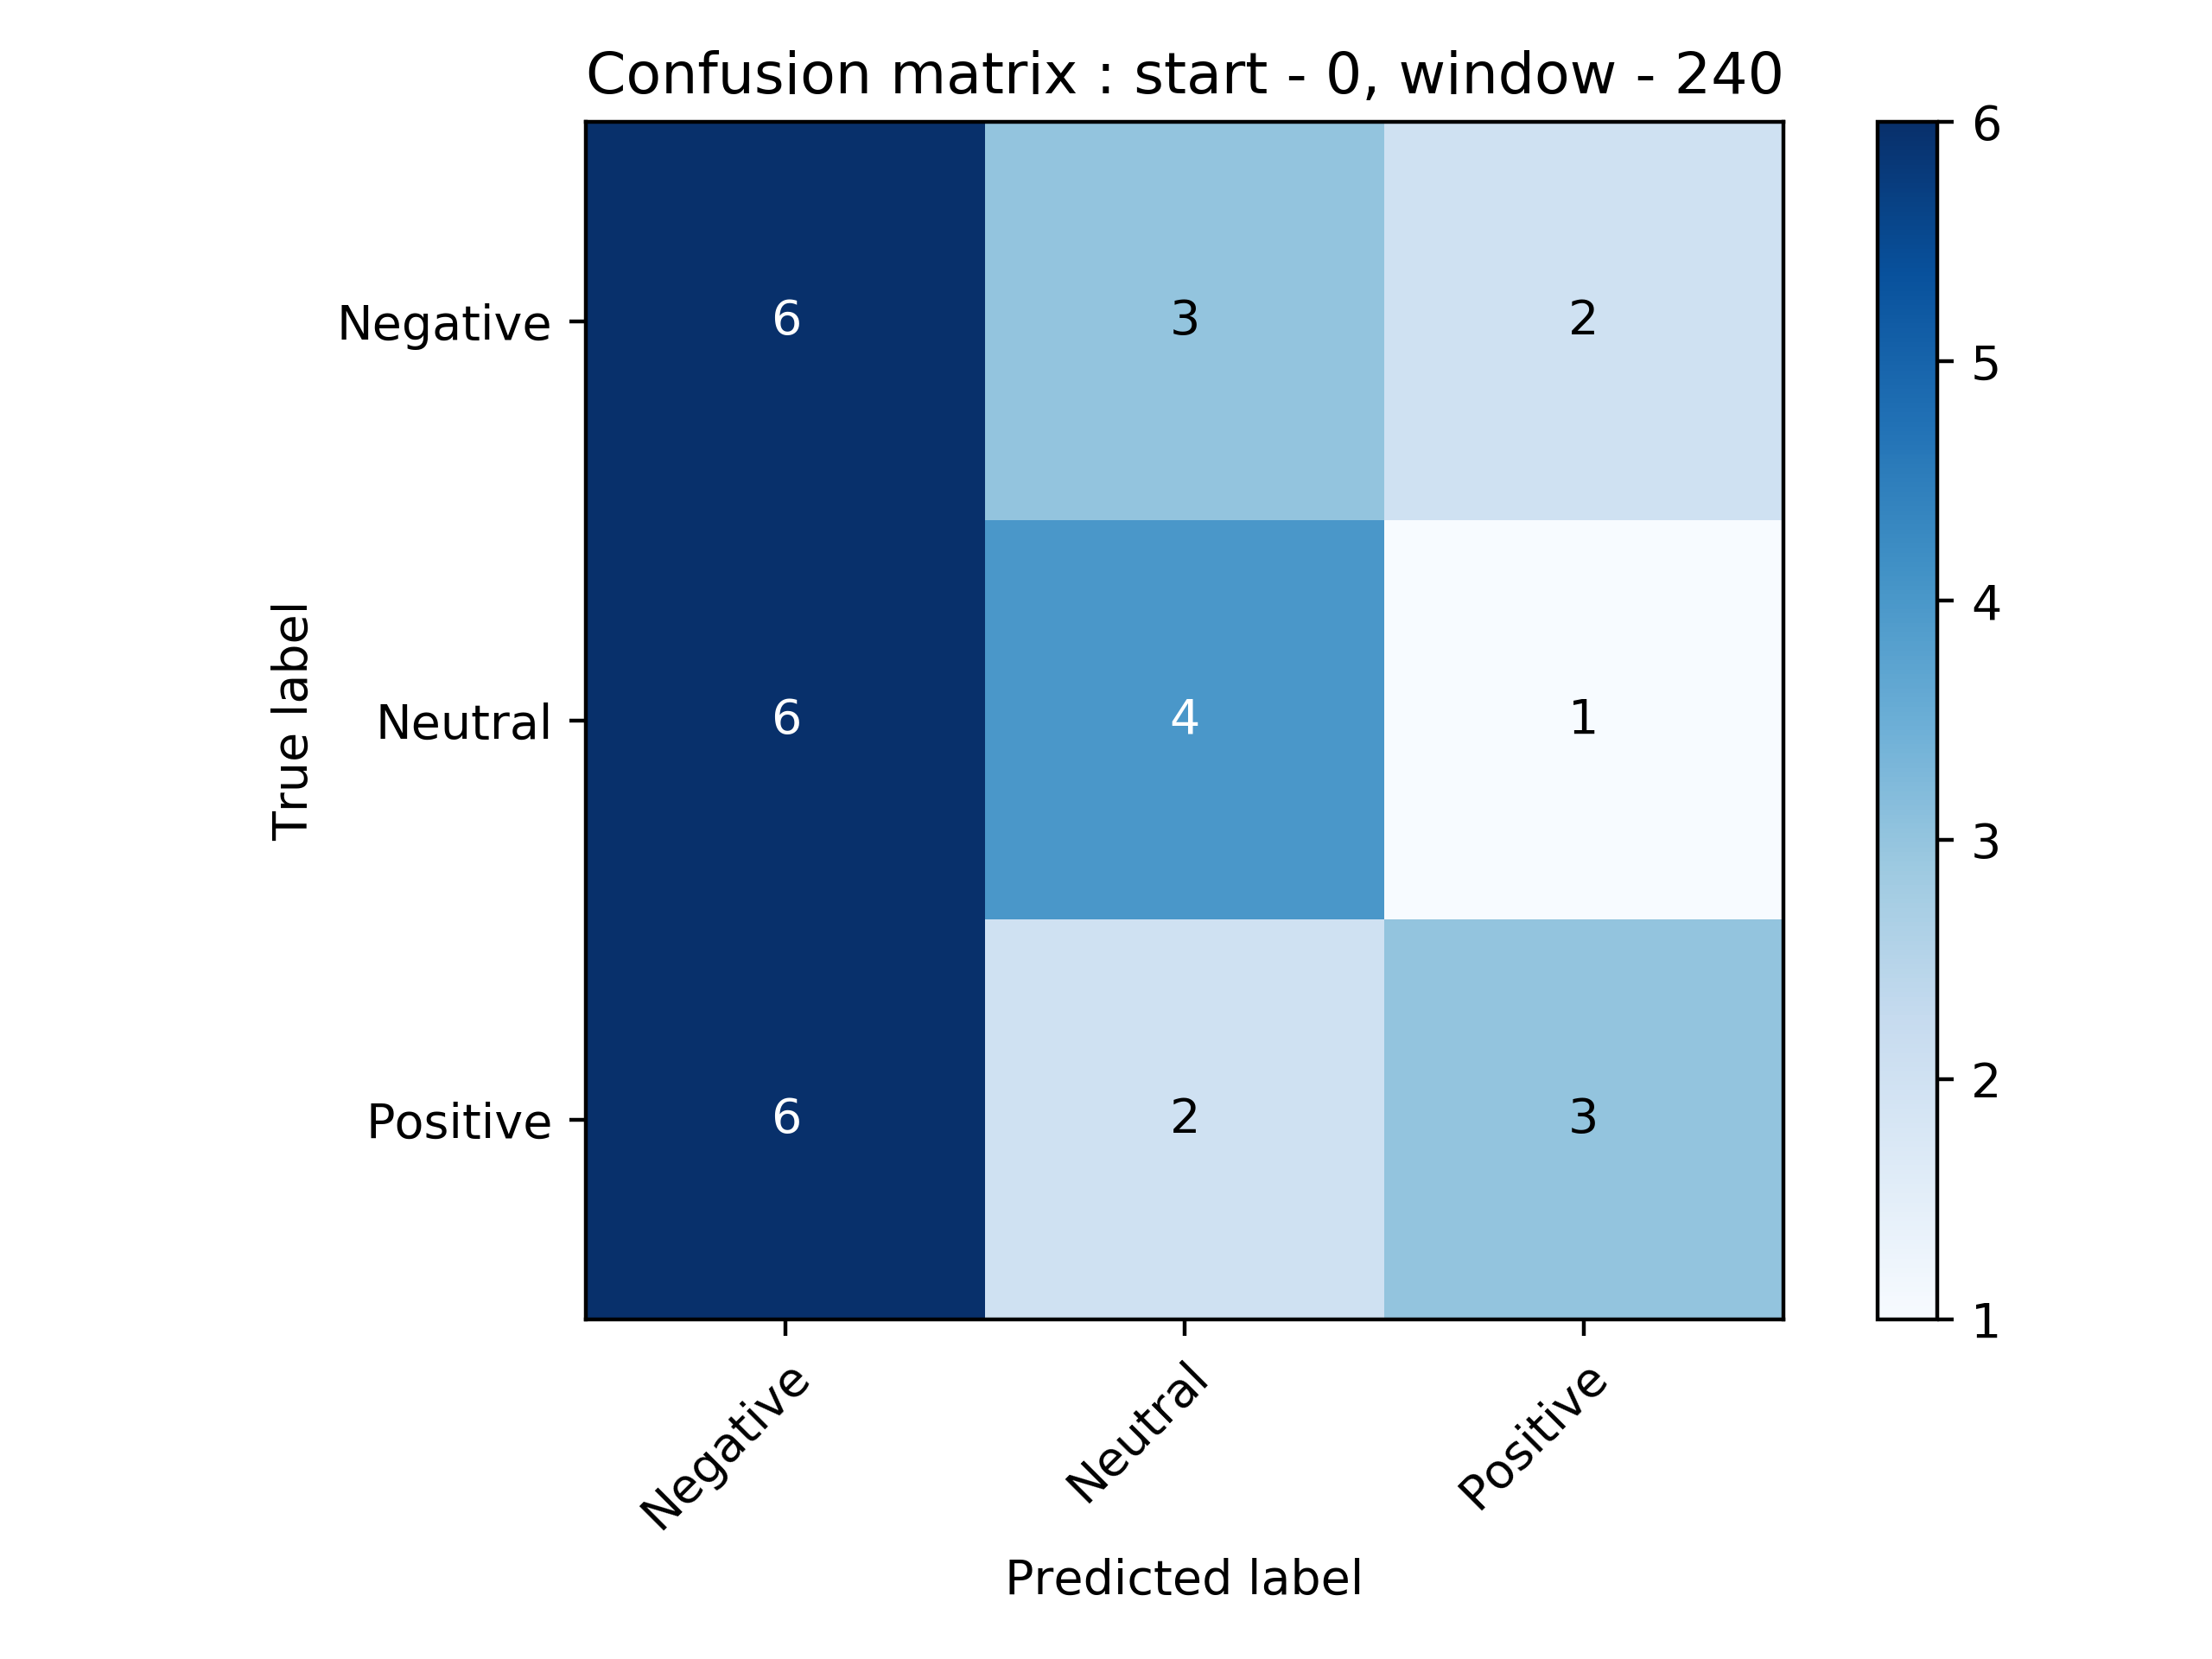 Confusion matrix : start - 0, window - 240
6
Negative 6 3 2
5
4
Neutral 6 4 1
3
2
Positive 6 2 3
1
True label
Negative Neutral Positive
Predicted label